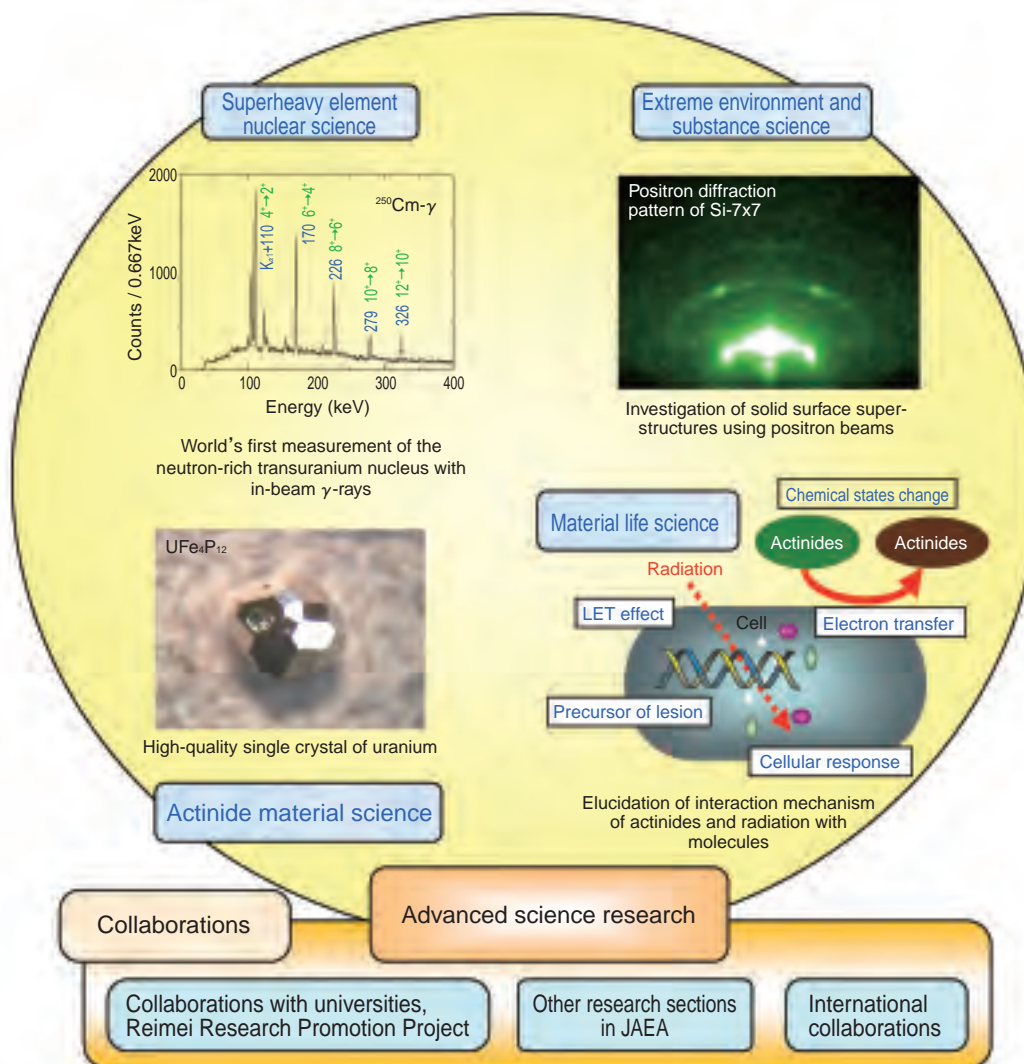 Superheavy element
nuclear science
2000
1000
0
Counts / 0.667keV
²⁵⁰Cm-γ
Kα1+110 4⁺→2⁺
170 6⁺→4⁺
226 8⁺→6⁺
279 10⁺→8⁺
326 12⁺→10⁺
0 100 200 300 400
Energy (keV)
World's first measurement of the
neutron-rich transuranium nucleus with
in-beam γ-rays
Extreme environment and
substance science
Positron diffraction
pattern of Si-7x7
Investigation of solid surface super-
structures using positron beams
UFe₄P₁₂
High-quality single crystal of uranium
Actinide material science
Material life science
Chemical states change
Actinides
Actinides
Radiation
LET effect
Cell
Electron transfer
Precursor of lesion
Cellular response
Elucidation of interaction mechanism
of actinides and radiation with
molecules
Advanced science research
Collaborations
Collaborations with universities,
Reimei Research Promotion Project
Other research sections
in JAEA
International
collaborations